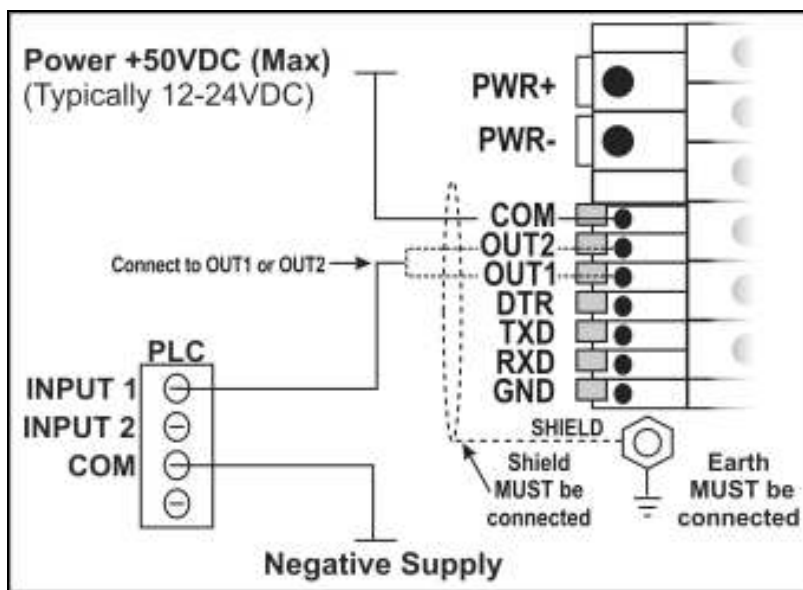 Power +50VDC (Max)
(Typically 12-24VDC)
PWR+
PWR-
COM
OUT2
OUT1
DTR
TXD
RXD
GND
Connect to OUT1 or OUT2
PLC
INPUT 1
INPUT 2
COM
SHIELD
Shield
MUST be
connected
Earth
MUST be
connected
Negative Supply